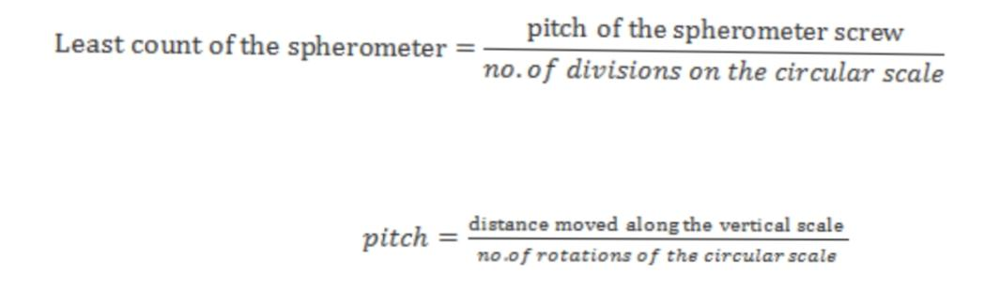 Least count of the spherometer = pitch of the spherometer screw / no. of divisions on the circular scale
pitch = distance moved along the vertical scale / no.of rotations of the circular scale